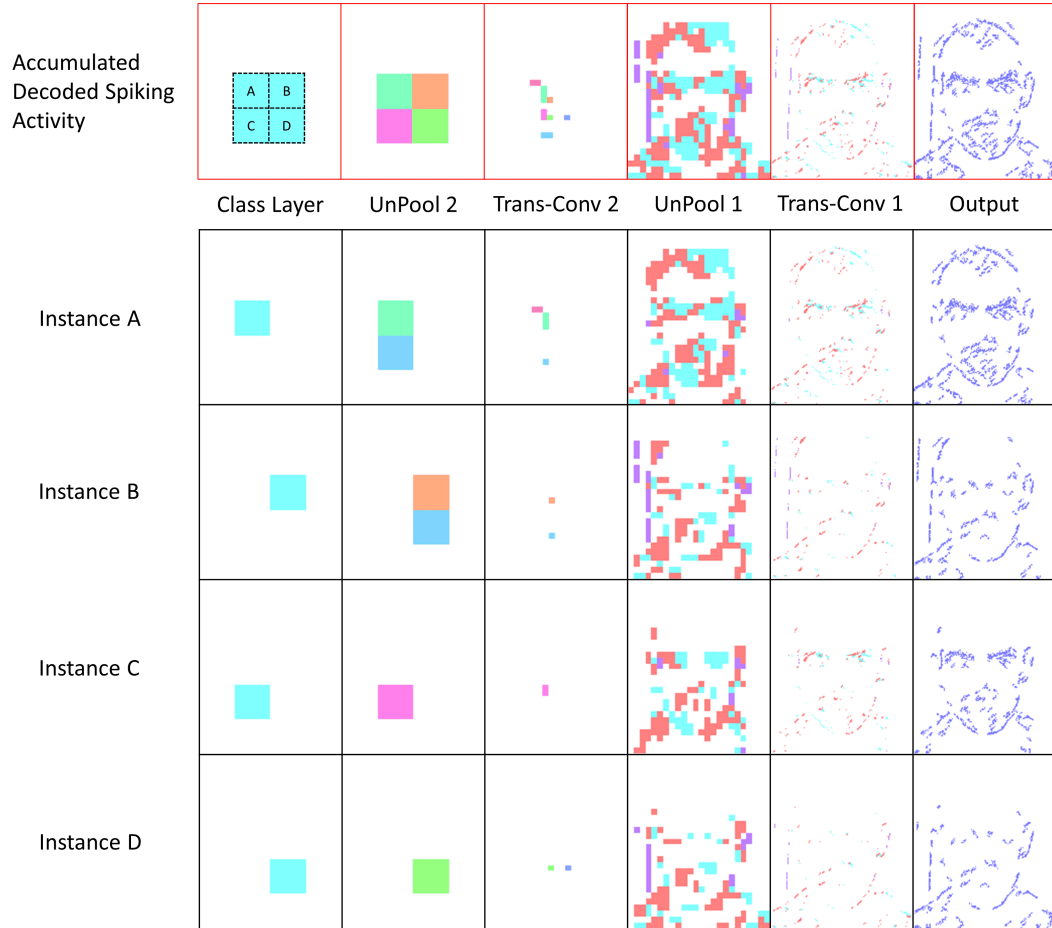 Accumulated
Decoded Spiking
Activity
A B
C D
Class Layer UnPool 2 Trans-Conv 2 UnPool 1 Trans-Conv 1 Output
Instance A
Instance B
Instance C
Instance D